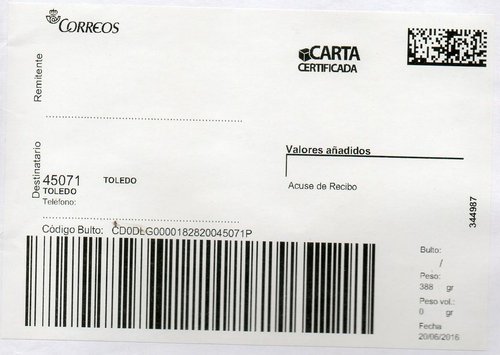 CORREOS
CARTA
CERTIFICADA
Remitente
Valores añadidos
Destinatario
45071 TOLEDO
TOLEDO
Teléfono:
Acuse de Recibo
344987
Código Bulto: CD0DLG0000182820045071P
Bulto:
/
Peso:
388 gr
Peso vol.:
0 gr
Fecha
20/06/2016